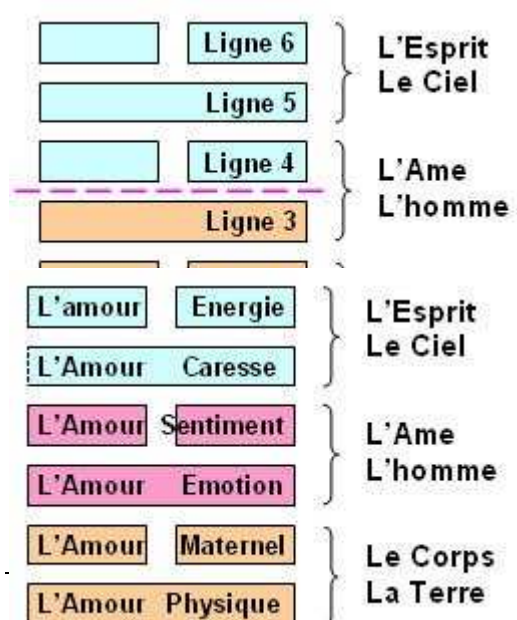 Ligne 6
Ligne 5
L'Esprit
Le Ciel
Ligne 4
Ligne 3
L'Ame
L'homme
L'amour Energie
L'Amour Caresse
L'Esprit
Le Ciel
L'Amour Sentiment
L'Amour Emotion
L'Ame
L'homme
L'Amour Maternel
L'Amour Physique
Le Corps
La Terre